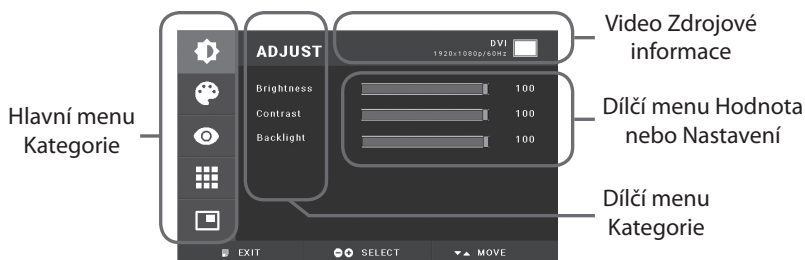 Hlavní menu
Kategorie
ADJUST
DVI
1920x1080p/60Hz
Brightness
100
Contrast
100
Backlight
100
EXIT
SELECT
MOVE
Video Zdrojové
informace
Dílčí menu Hodnota
nebo Nastavení
Dílčí menu
Kategorie